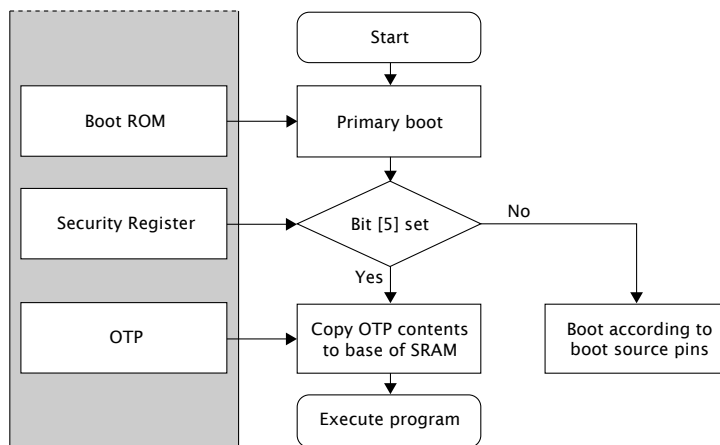 Start
Boot ROM
Primary boot
Security Register
Bit [5] set
No
Yes
OTP
Copy OTP contents
to base of SRAM
Boot according to
boot source pins
Execute program